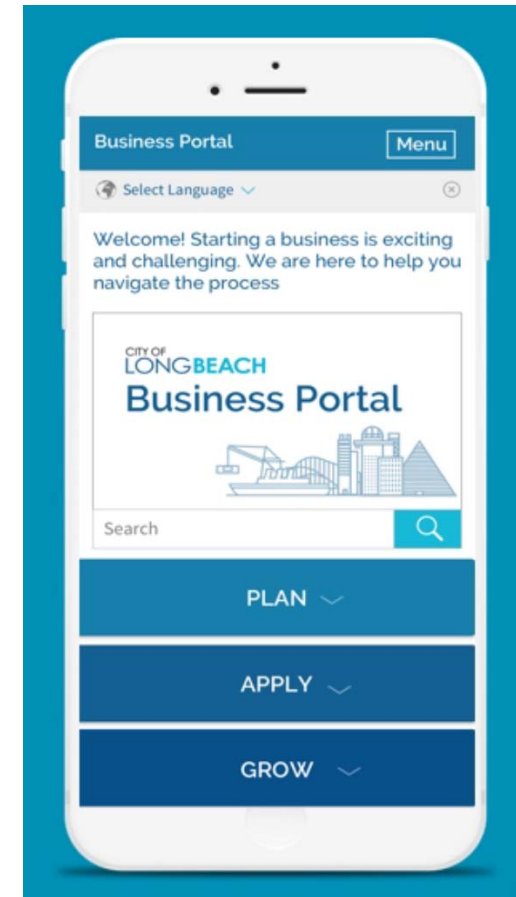 Business Portal
Menu
Select Language
Welcome! Starting a business is exciting
and challenging. We are here to help you
navigate the process
CITY OF
LONGBEACH
Business Portal
Search
PLAN
APPLY
GROW